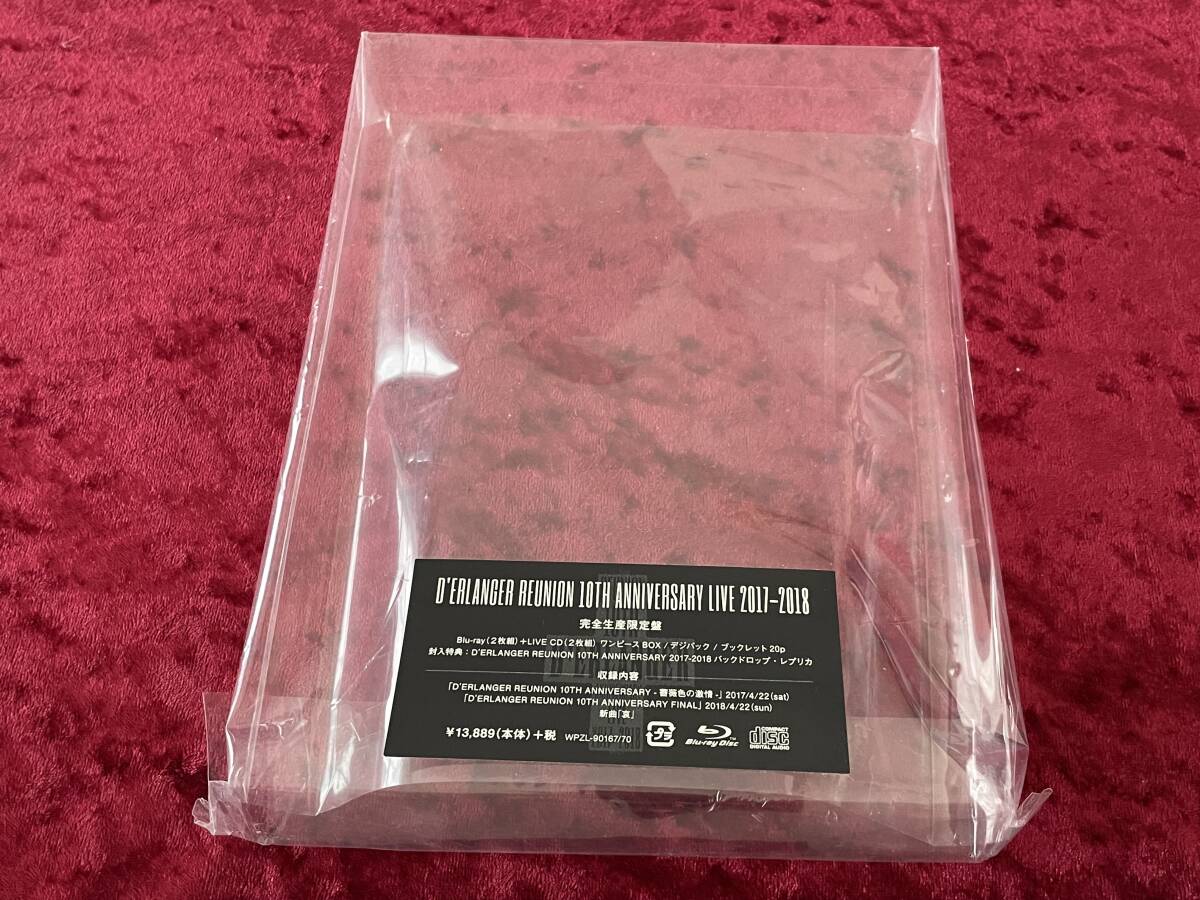 D'ERLANGER REUNION 10TH ANNIVERSARY LIVE 2017-2018
完全生産限定盤
Blu-ray(2枚組)+LIVE CD(2枚組) ワンピースBOX / デジパック / ブックレット20p
封入特典:D'ERLANGER REUNION 10TH ANNIVERSARY 2017-2018 バックドロップ・レプリカ
収録内容
「D'ERLANGER REUNION 10TH ANNIVERSARY - 薔薇色の激情 -」2017/4/22(sat)
「D'ERLANGER REUNION 10TH ANNIVERSARY FINAL」2018/4/22(sun)
新曲「哀」
¥13,889(本体)+税 WPZL-90167/70 プラ Blu-ray Disc™ COMPACT disc DIGITAL AUDIO